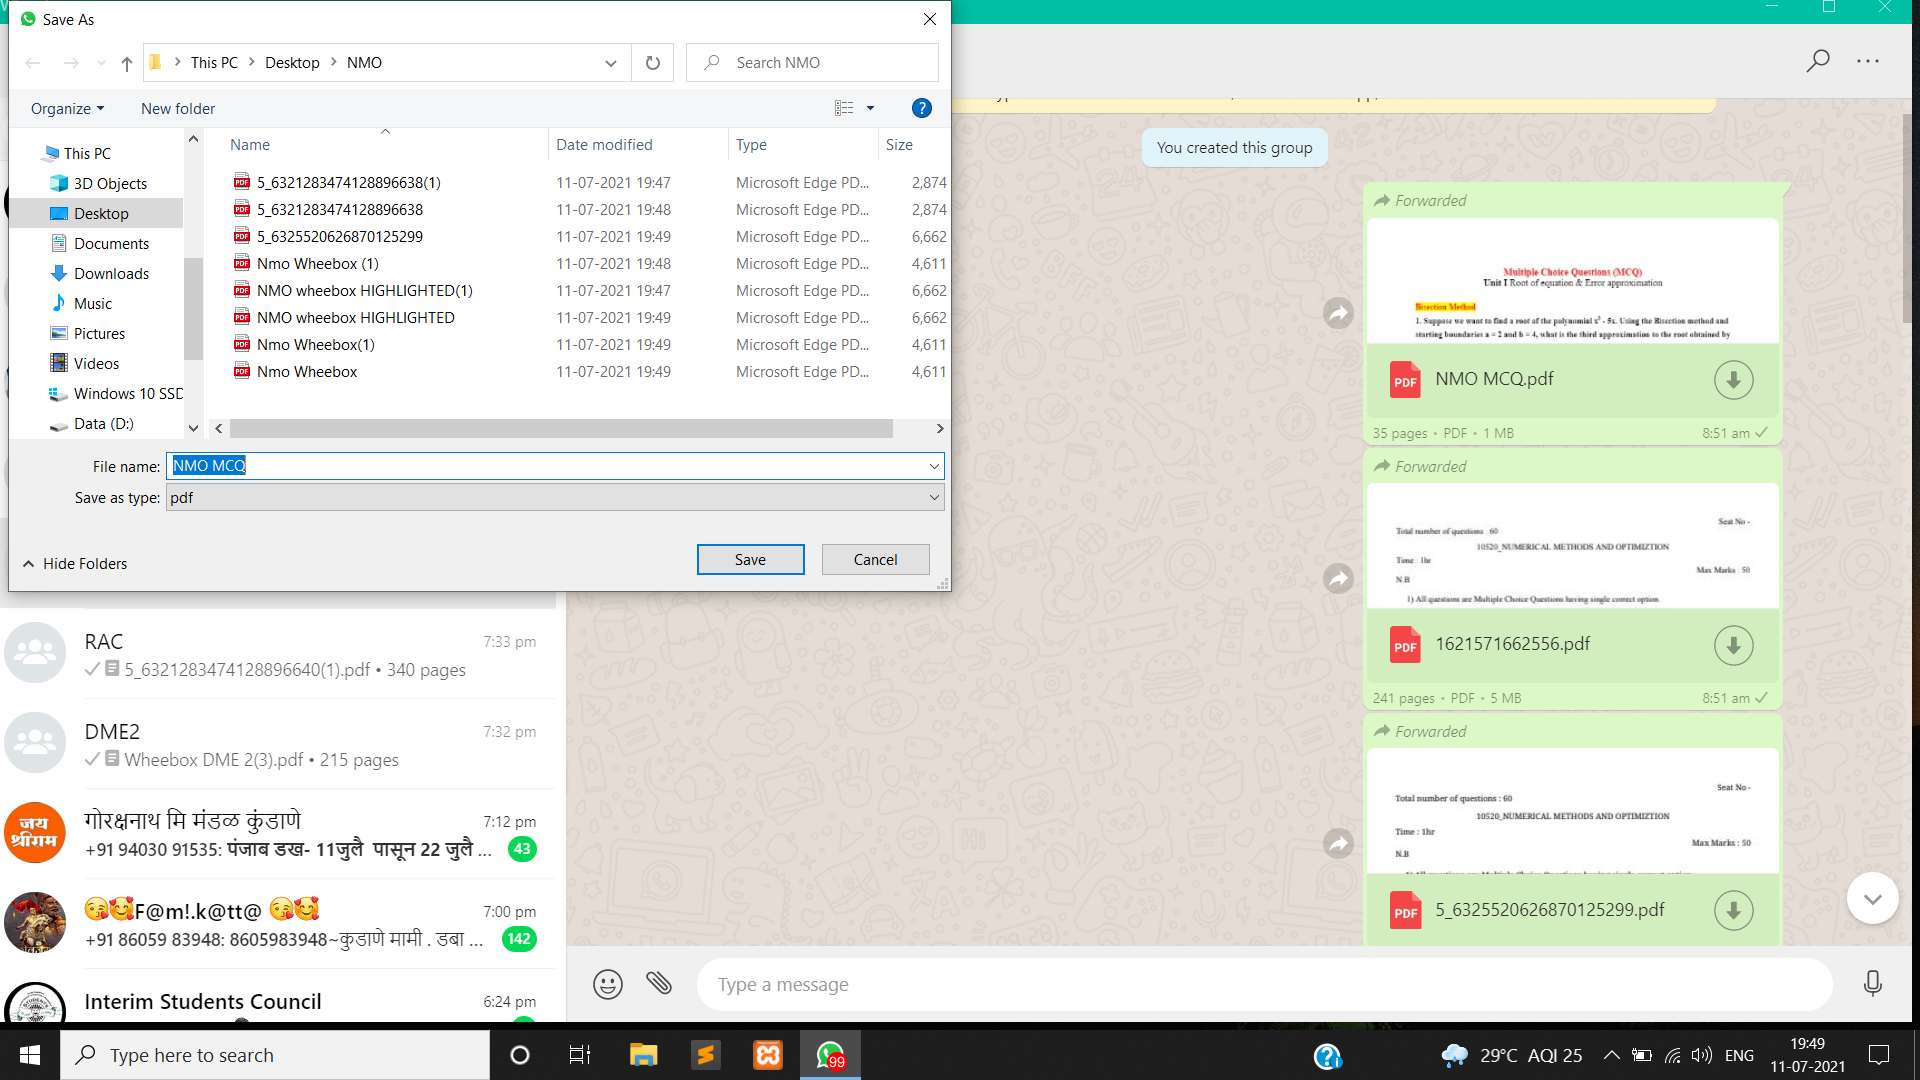 Save As
This PC > Desktop > NMO
Search NMO
Organize
New folder
This PC
3D Objects
Desktop
Documents
Downloads
Music
Pictures
Videos
Windows 10 SSD
Data (D:)
Name Date modified Type Size
5_6321283474128896638(1) 11-07-2021 19:47 Microsoft Edge PD... 2,874
5_6321283474128896638 11-07-2021 19:48 Microsoft Edge PD... 2,874
5_6325520626870125299 11-07-2021 19:49 Microsoft Edge PD... 6,662
Nmo Wheebox (1) 11-07-2021 19:48 Microsoft Edge PD... 4,611
NMO wheebox HIGHLIGHTED(1) 11-07-2021 19:47 Microsoft Edge PD... 6,662
NMO wheebox HIGHLIGHTED 11-07-2021 19:49 Microsoft Edge PD... 6,662
Nmo Wheebox(1) 11-07-2021 19:49 Microsoft Edge PD... 4,611
Nmo Wheebox 11-07-2021 19:49 Microsoft Edge PD... 4,611
File name: NMO MCQ
Save as type: pdf
Hide Folders
Save
Cancel
RAC 7:33 pm
5_6321283474128896640(1).pdf • 340 pages
DME2 7:32 pm
Wheebox DME 2(3).pdf • 215 pages
जय
श्रीराम
गोरक्षनाथ मि मंडळ कुंडाणे 7:12 pm
+91 94030 91535: पंजाब डख- 11जुलै पासून 22 जुलै ... 43
😘🥰F@m!.k@tt@ 😘🥰 7:00 pm
+91 86059 83948: 8605983948~कुडाणे मामी . डबा ... 142
Interim Students Council 6:24 pm
You created this group
Forwarded
Multiple Choice Questions (MCQ)
Unit I Root of equation & Error approximation
Bisection Method
1. Suppose we want to find a root of the polynomial x² - 5x. Using the Bisection method and
starting boundaries a = 2 and b = 4, what is the third approximation to the root obtained by
PDF NMO MCQ.pdf
35 pages • PDF • 1 MB 8:51 am
Forwarded
Seat No -
Total number of questions : 60
10520_NUMERICAL METHODS AND OPTIMIZTION
Time : 1hr
Max Marks : 50
N.B
1) All questions are Multiple Choice Questions having single correct option.
PDF 1621571662556.pdf
241 pages • PDF • 5 MB 8:51 am
Forwarded
Seat No -
Total number of questions : 60
10520_NUMERICAL METHODS AND OPTIMIZTION
Time : 1hr
Max Marks : 50
N.B
PDF 5_6325520626870125299.pdf
Type a message
Type here to search
99
29°C AQI 25
ENG
19:49
11-07-2021